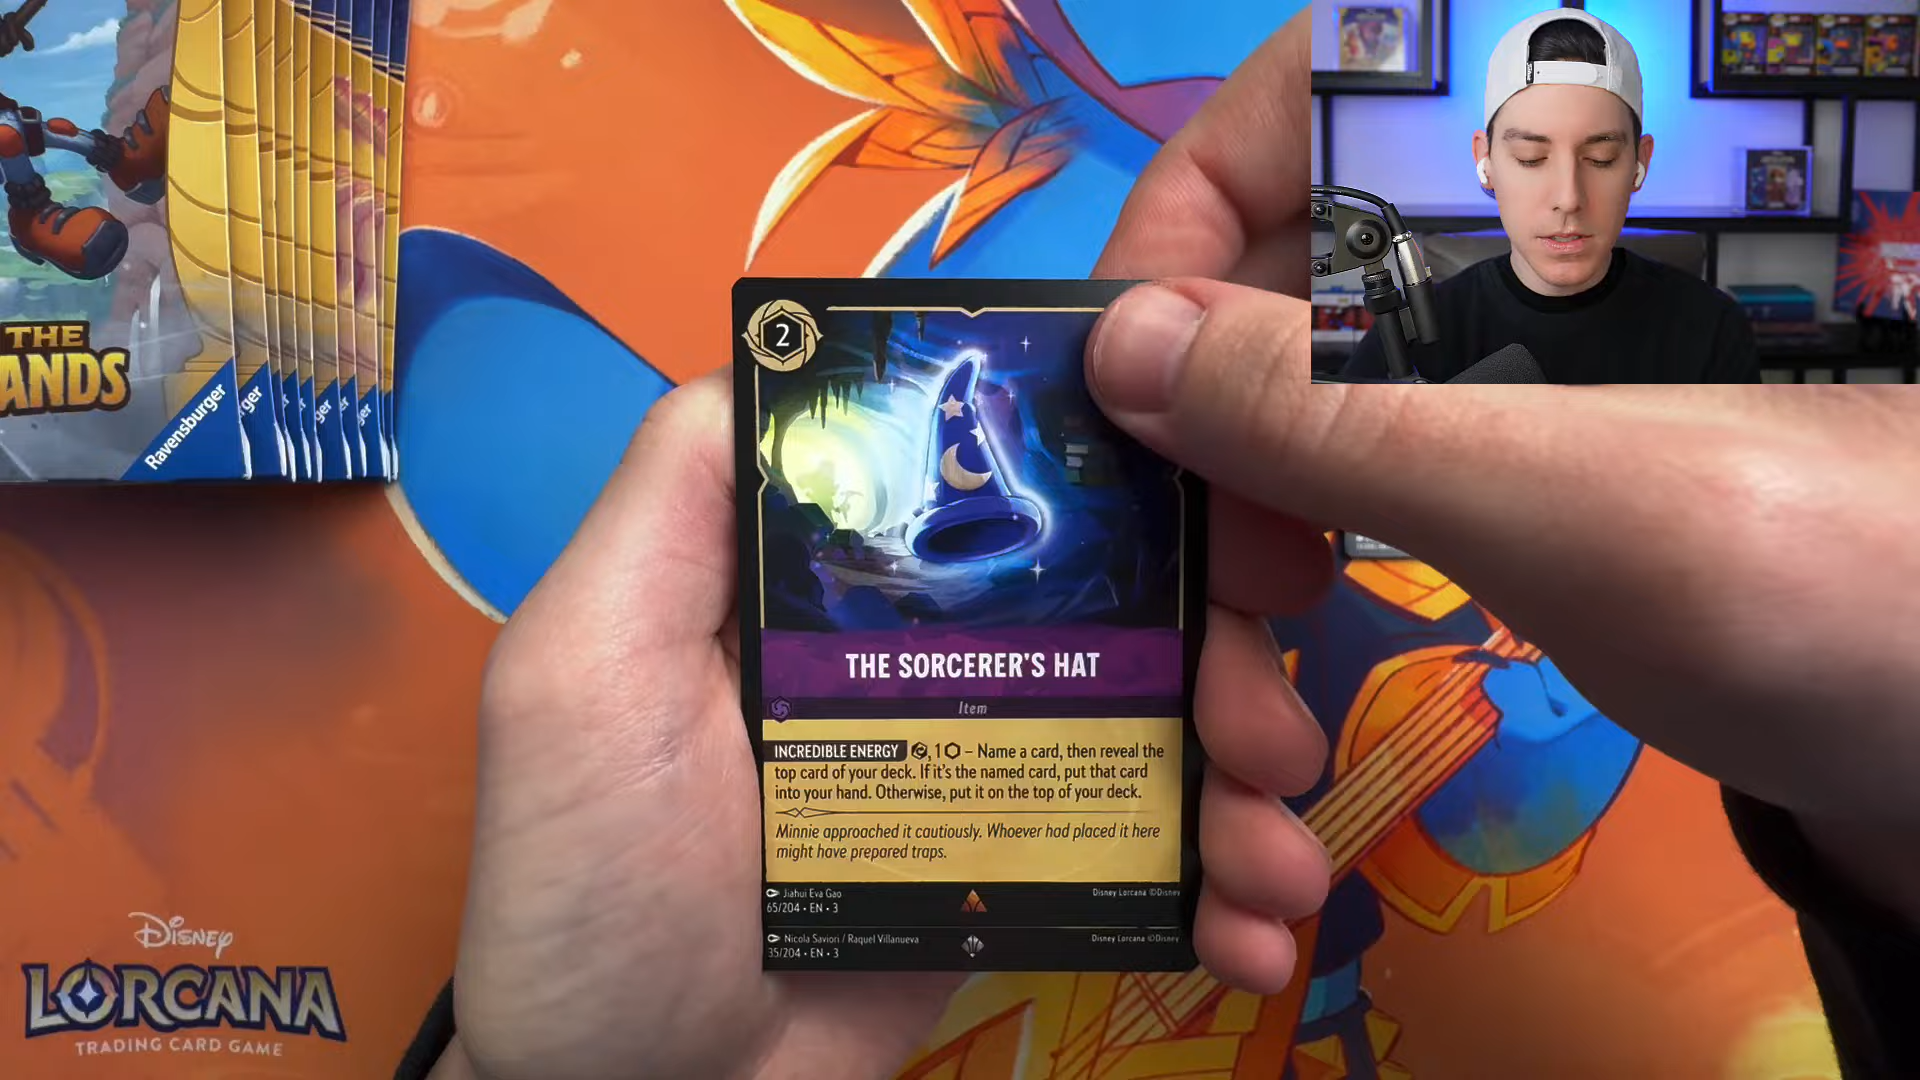 THE
ANDS
Ravensburger
ger
ger
ger
2
THE SORCERER'S HAT
Item
INCREDIBLE ENERGY , 1 – Name a card, then reveal the
top card of your deck. If it's the named card, put that card
into your hand. Otherwise, put it on the top of your deck.
Minnie approached it cautiously. Whoever had placed it here
might have prepared traps.
Jiahui Eva Gao
Disney Lorcana ©Disney
65/204 • EN • 3
Nicola Saviori / Raquel Villanueva
Disney Lorcana ©Disney
35/204 • EN • 3
DISNEY
LORCANA
TRADING CARD GAME